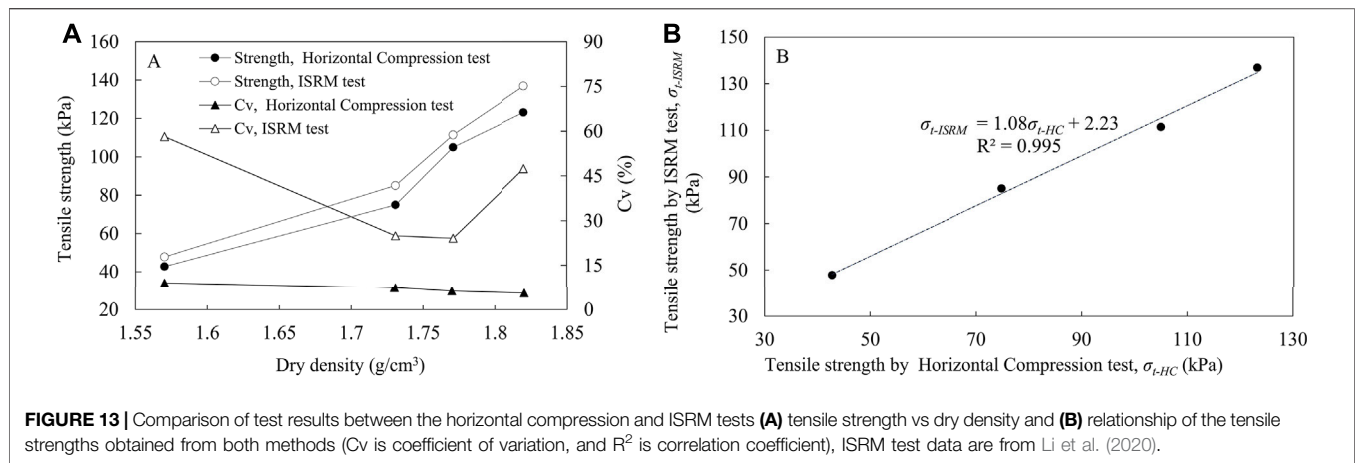 A
A
Strength, Horizontal Compression test
Strength, ISRM test
Cv, Horizontal Compression test
Cv, ISRM test
160
140
120
100
80
60
40
20
Tensile strength (kPa)
90
75
60
45
30
15
0
Cv (%)
1.55 1.6 1.65 1.7 1.75 1.8 1.85
Dry density (g/cm³)
B
B
σt-ISRM = 1.08σt-HC + 2.23
R² = 0.995
150
130
110
90
70
50
30
Tensile strength by ISRM test, σt-ISRM
(kPa)
30 50 70 90 110 130
Tensile strength by Horizontal Compression test, σt-HC (kPa)
FIGURE 13 | Comparison of test results between the horizontal compression and ISRM tests (A) tensile strength vs dry density and (B) relationship of the tensile
strengths obtained from both methods (Cv is coefficient of variation, and R² is correlation coefficient), ISRM test data are from Li et al. (2020).